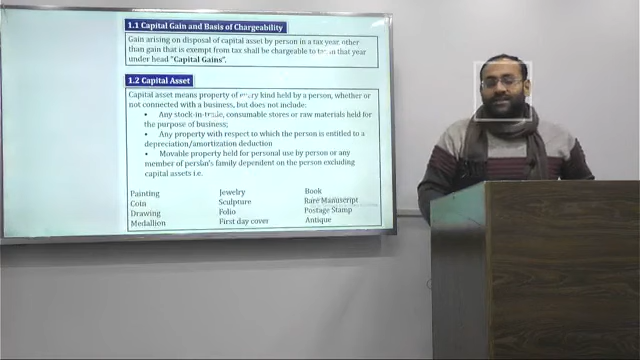 1.1 Capital Gain and Basis of Chargeability
Gain arising on disposal of capital asset by person in a tax year, other
than gain that is exempt from tax shall be chargeable to tax in that year
under head "Capital Gains".
1.2 Capital Asset
Capital asset means property of every kind held by a person, whether or
not connected with a business, but does not include:
• Any stock-in-trade, consumable stores or raw materials held for
the purpose of business;
• Any property with respect to which the person is entitled to a
depreciation/amortization deduction
• Movable property held for personal use by person or any
member of person's family dependent on the person excluding
capital assets i.e.
Painting Jewelry Book
Coin Sculpture Rare Manuscript
Drawing Folio Postage Stamp
Medallion First day cover Antique